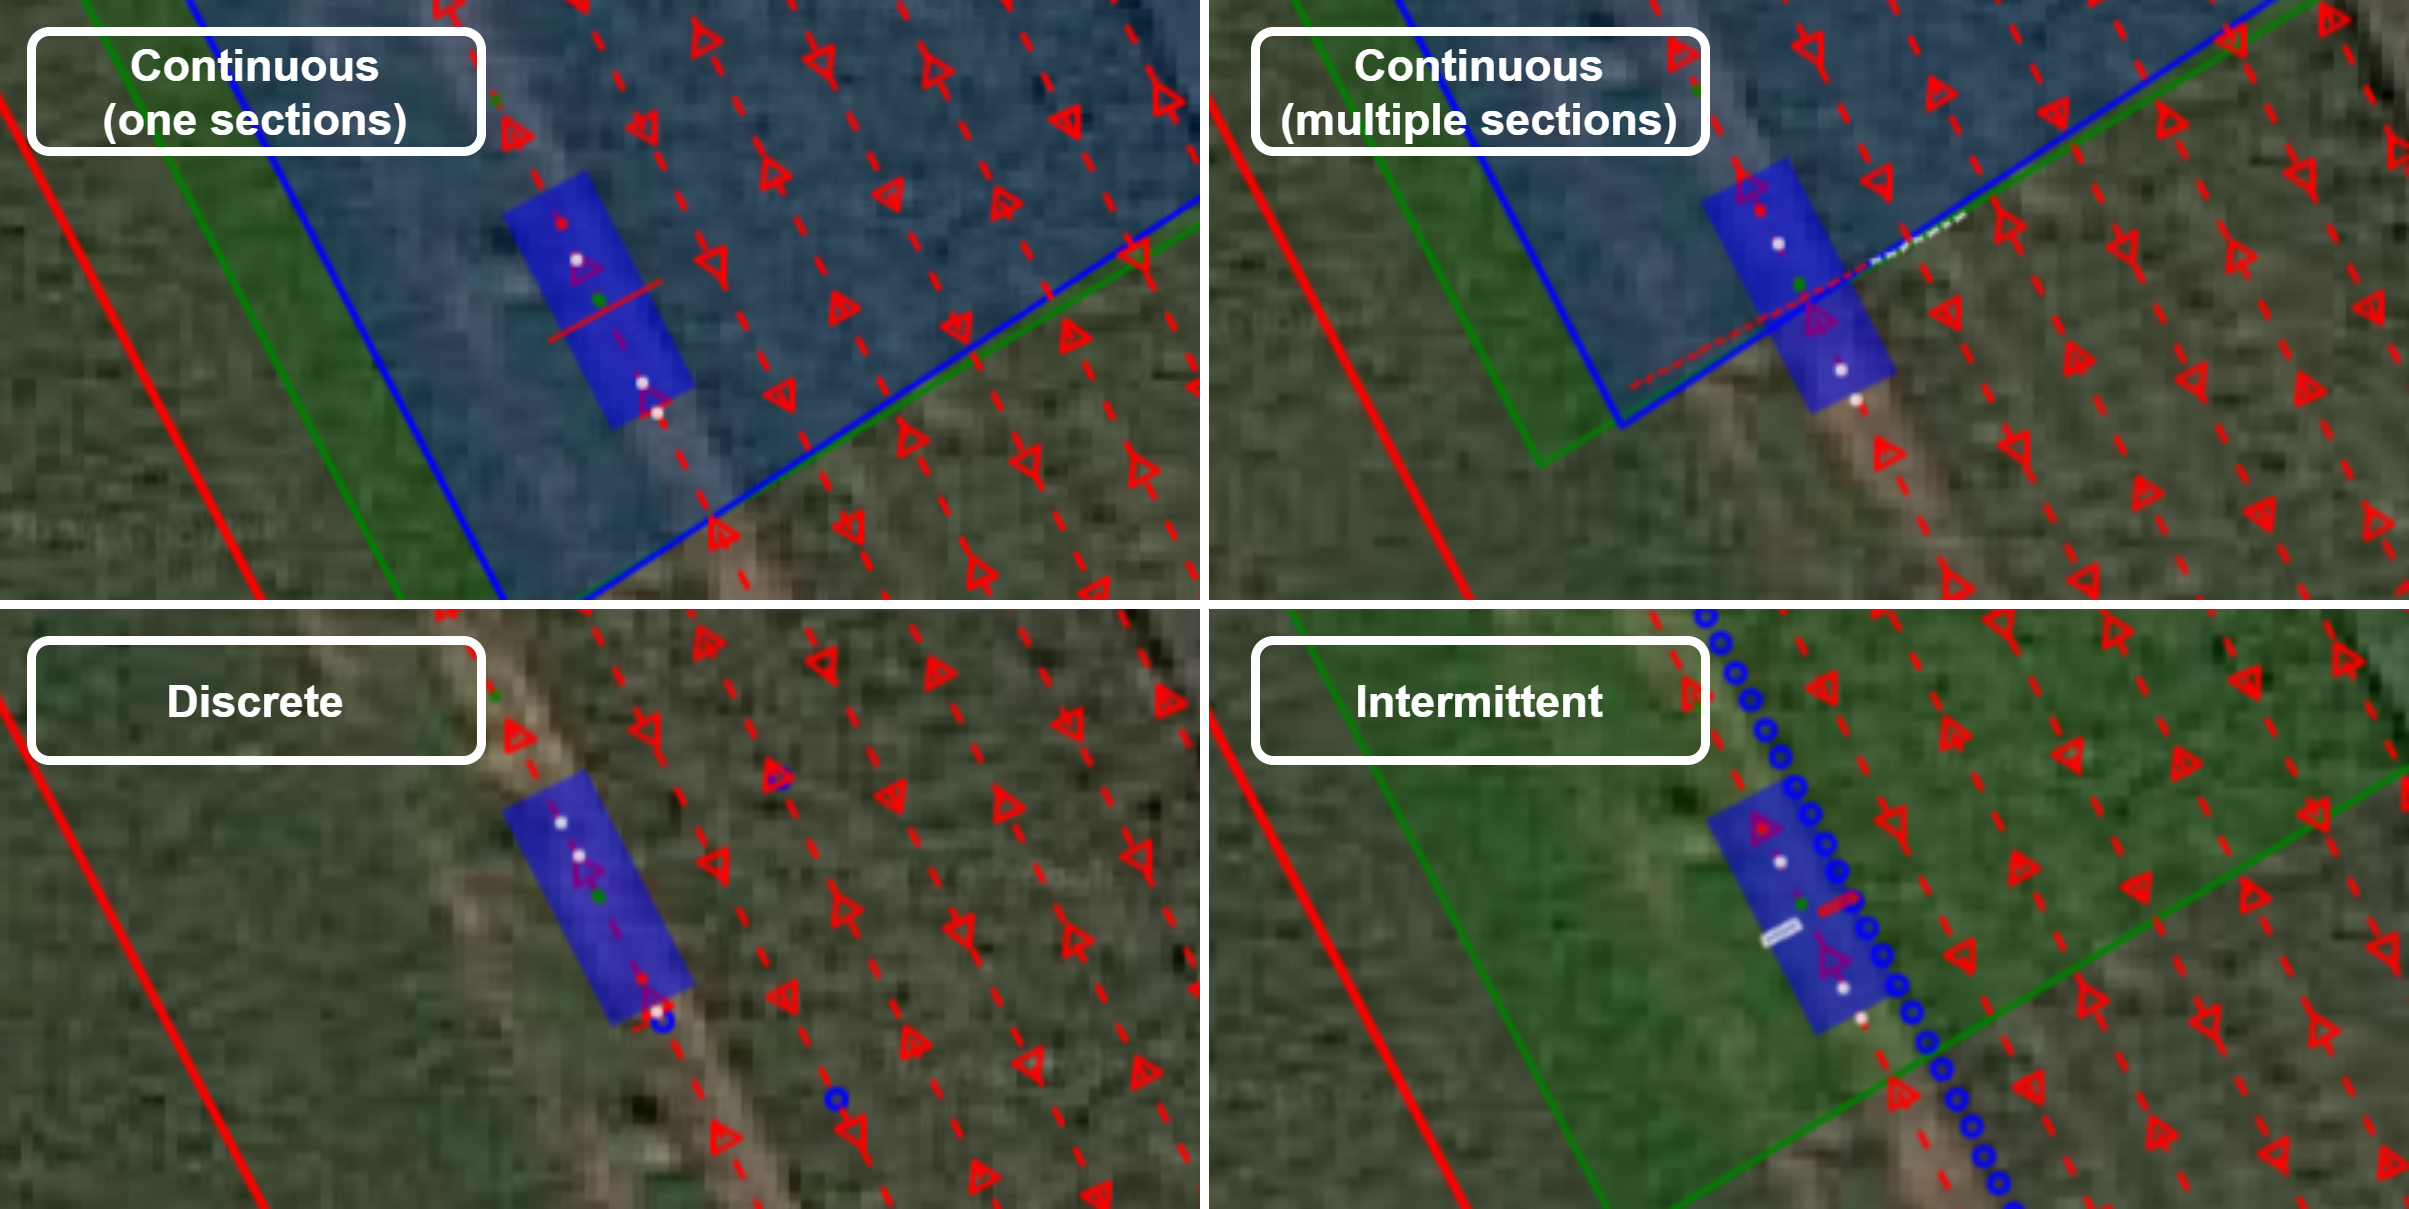 Continuous
(one sections)
Continuous
(multiple sections)
Discrete
Intermittent